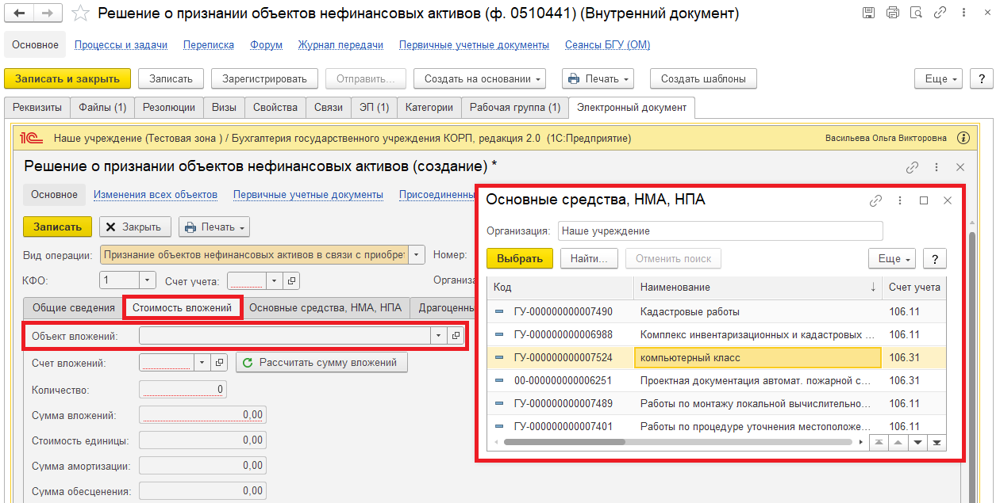 Решение о признании объектов нефинансовых активов (ф. 0510441) (Внутренний документ)
Основное Процессы и задачи Переписка Форум Журнал передачи Первичные учетные документы Сеансы БГУ (ОМ)
Записать и закрыть Записать Зарегистрировать Отправить... Создать на основании Печать Создать шаблоны Еще ?
Реквизиты Файлы (1) Резолюции Визы Свойства Связи ЭП (1) Категории Рабочая группа (1) Электронный документ
1С Наше учреждение (Тестовая зона ) / Бухгалтерия государственного учреждения КОРП, редакция 2.0 (1С:Предприятие) Васильева Ольга Викторовна
Решение о признании объектов нефинансовых активов (создание) *
Основное Изменения всех объектов Первичные учетные документы Присоединенны
Записать Закрыть Печать
Вид операции: Признание объектов нефинансовых активов в связи с приобрет Номер:
КФО: 1 Счет учета: Организа
Общие сведения Стоимость вложений Основные средства, НМА, НПА Драгоценны
Объект вложений:
Счет вложений: Рассчитать сумму вложений
Количество: 0
Сумма вложений: 0,00
Стоимость единицы: 0,00
Сумма амортизации: 0,00
Сумма обесценения: 0,00
Основные средства, НМА, НПА
Организация: Наше учреждение
Выбрать Найти... Отменить поиск Еще ?
Код Наименование ↓ Счет учета
ГУ-000000000007490 Кадастровые работы 106.11
ГУ-000000000006988 Комплекс инвентаризационных и кадастровых ... 106.11
ГУ-000000000007524 компьютерный класс 106.31
00-000000000006251 Проектная документация автомат. пожарной с... 106.31
ГУ-000000000007489 Работы по монтажу локальной вычислительно... 106.11
ГУ-000000000007401 Работы по процедуре уточнения местоположе... 106.11